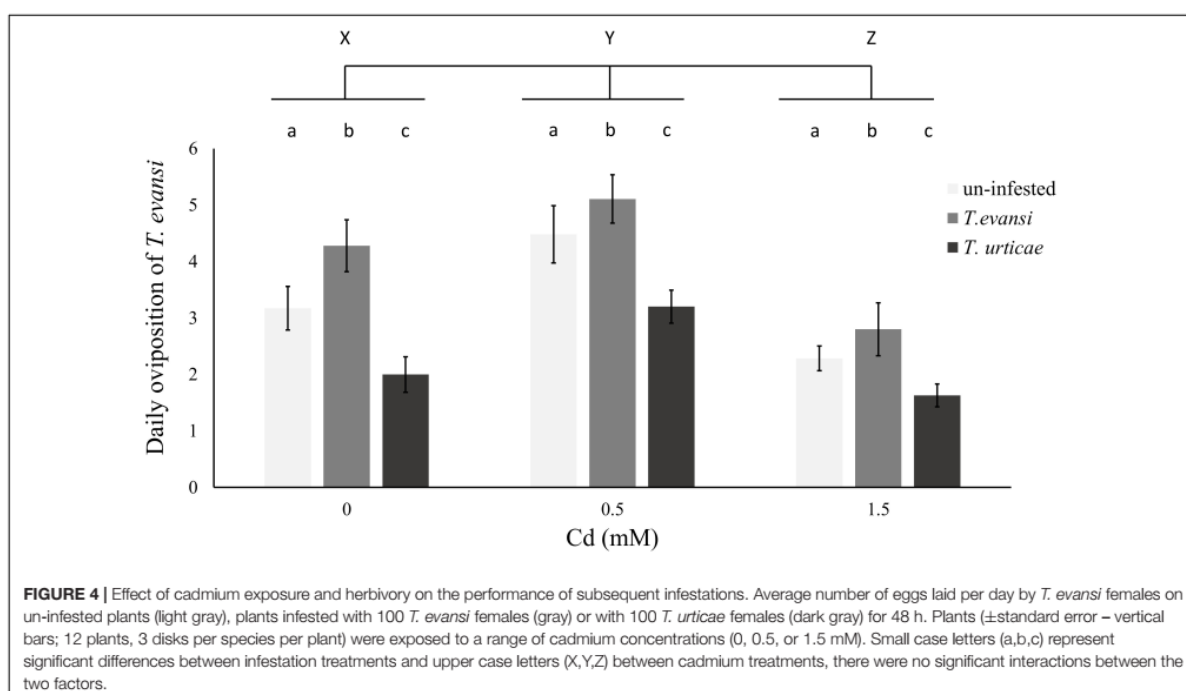 X Y Z
a b c a b c a b c
6
5
4
3
2
1
0
Daily oviposition of T. evansi
un-infested
T.evansi
T. urticae
0 0.5 1.5
Cd (mM)
FIGURE 4 | Effect of cadmium exposure and herbivory on the performance of subsequent infestations. Average number of eggs laid per day by T. evansi females on
un-infested plants (light gray), plants infested with 100 T. evansi females (gray) or with 100 T. urticae females (dark gray) for 48 h. Plants (±standard error – vertical
bars; 12 plants, 3 disks per species per plant) were exposed to a range of cadmium concentrations (0, 0.5, or 1.5 mM). Small case letters (a,b,c) represent
significant differences between infestation treatments and upper case letters (X,Y,Z) between cadmium treatments, there were no significant interactions between the
two factors.